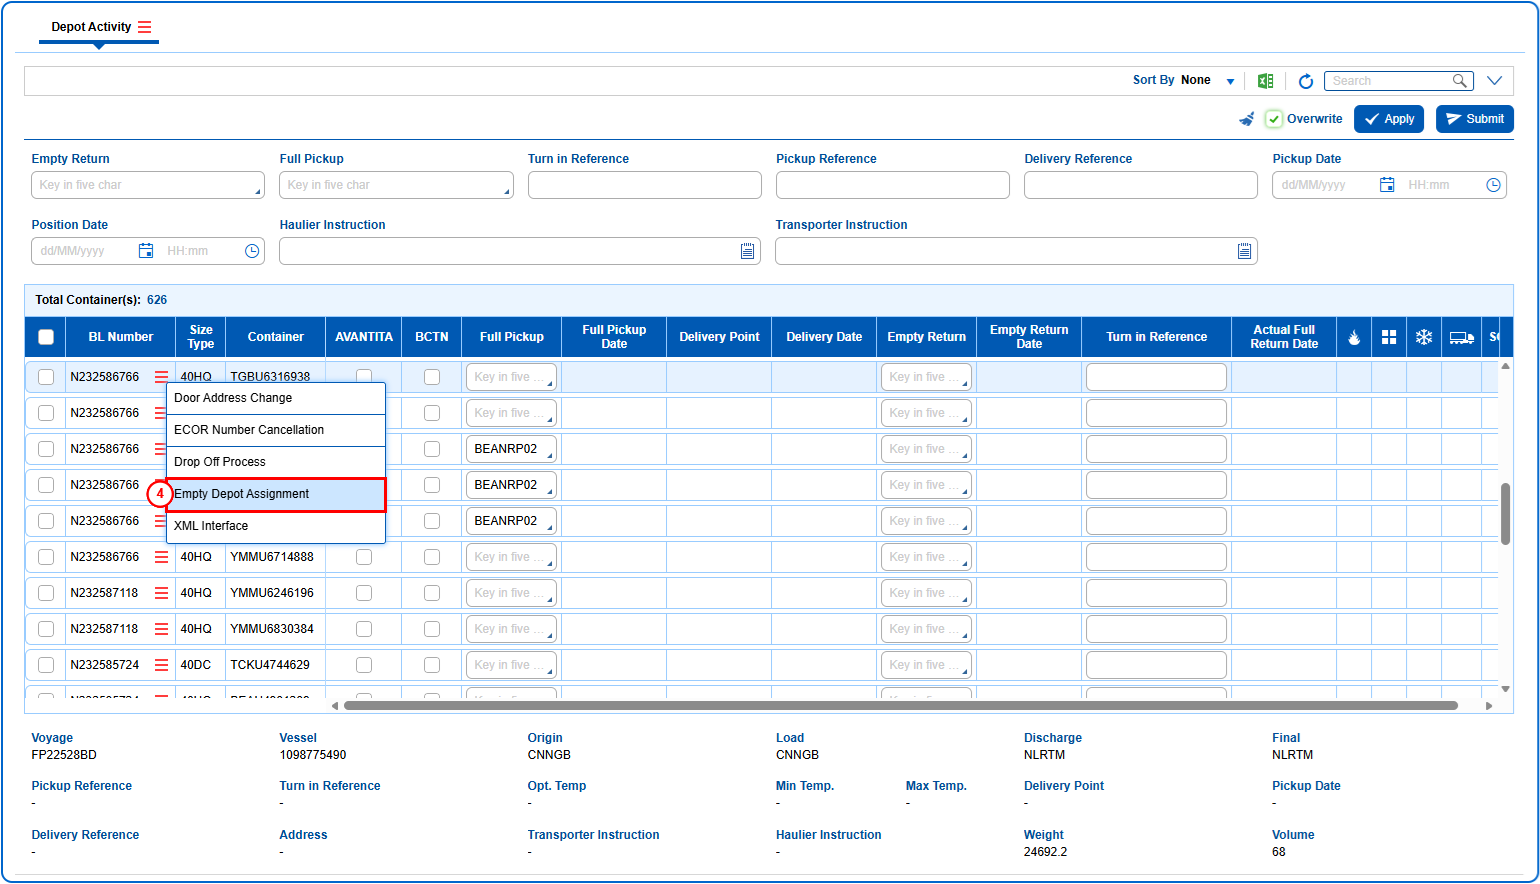 Depot Activity
Sort By None
Search
Overwrite Apply Submit
Empty Return Full Pickup Turn in Reference Pickup Reference Delivery Reference Pickup Date
Key in five char Key in five char dd/MM/yyyy HH:mm
Position Date Haulier Instruction Transporter Instruction
dd/MM/yyyy HH:mm
Total Container(s): 626
BL Number Size Type Container AVANTITA BCTN Full Pickup Full Pickup Date Delivery Point Delivery Date Empty Return Empty Return Date Turn in Reference Actual Full Return Date
N232586766 40HQ TGBU6316938 Key in five ... Key in five ...
N232586766 Key in five ... Key in five ...
N232586766 BEANRP02 Key in five ...
N232586766 BEANRP02 Key in five ...
N232586766 BEANRP02 Key in five ...
Door Address Change
ECOR Number Cancellation
Drop Off Process
4 Empty Depot Assignment
XML Interface
N232586766 40HQ YMMU6714888 Key in five ... Key in five ...
N232587118 40HQ YMMU6246196 Key in five ... Key in five ...
N232587118 40HQ YMMU6830384 Key in five ... Key in five ...
N232585724 40DC TCKU4744629 Key in five ... Key in five ...
Voyage Vessel Origin Load Discharge Final
FP22528BD 1098775490 CNNGB CNNGB NLRTM NLRTM
Pickup Reference Turn in Reference Opt. Temp Min Temp. Max Temp. Delivery Point Pickup Date
- - - - - - -
Delivery Reference Address Transporter Instruction Haulier Instruction Weight Volume
- - - - 24692.2 68